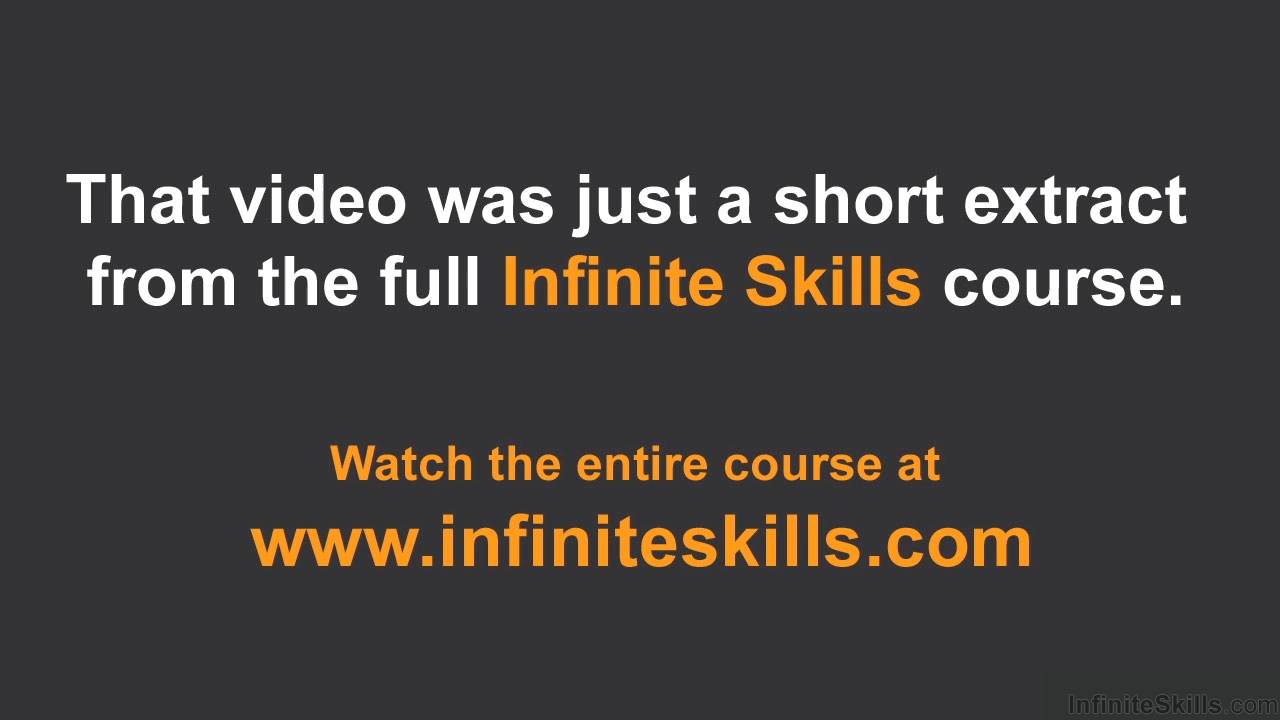 That video was just a short extract
from the full Infinite Skills course.
Watch the entire course at
www.infiniteskills.com
InfiniteSkills.com